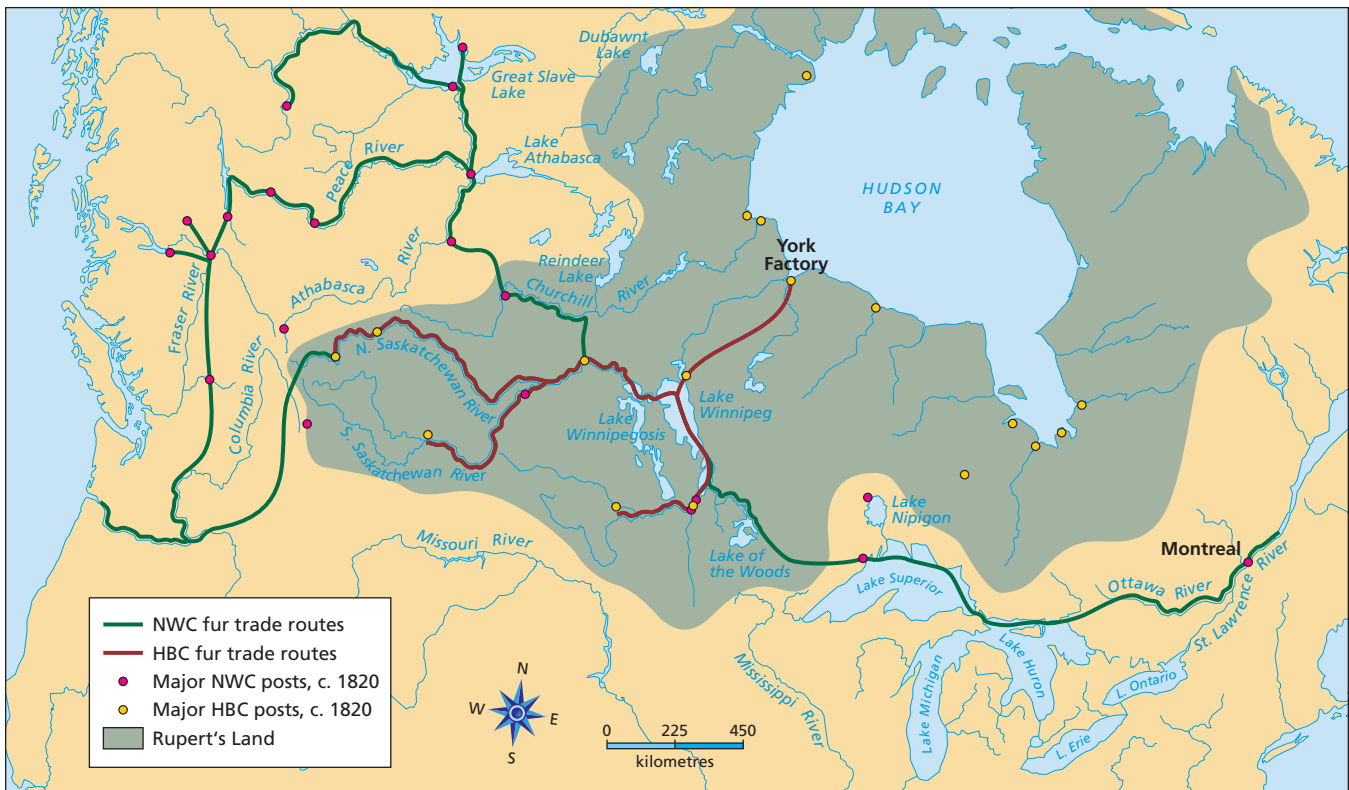 Dubawnt
Lake
Great Slave
Lake
Lake
Athabasca
Peace River
HUDSON
BAY
York
Factory
Reindeer
Lake
Churchill River
Athabasca River
Fraser River
Columbia River
N. Saskatchewan River
S. Saskatchewan River
Lake
Winnipegosis
Lake
Winnipeg
Lake
Nipigon
Lake of
the Woods
Missouri River
Montreal
Lake Superior
Ottawa River
St. Lawrence River
Lake Huron
Lake Michigan
L. Ontario
L. Erie
Mississippi River
NWC fur trade routes
HBC fur trade routes
Major NWC posts, c. 1820
Major HBC posts, c. 1820
Rupert's Land
N
W
E
S
0 225 450
kilometres